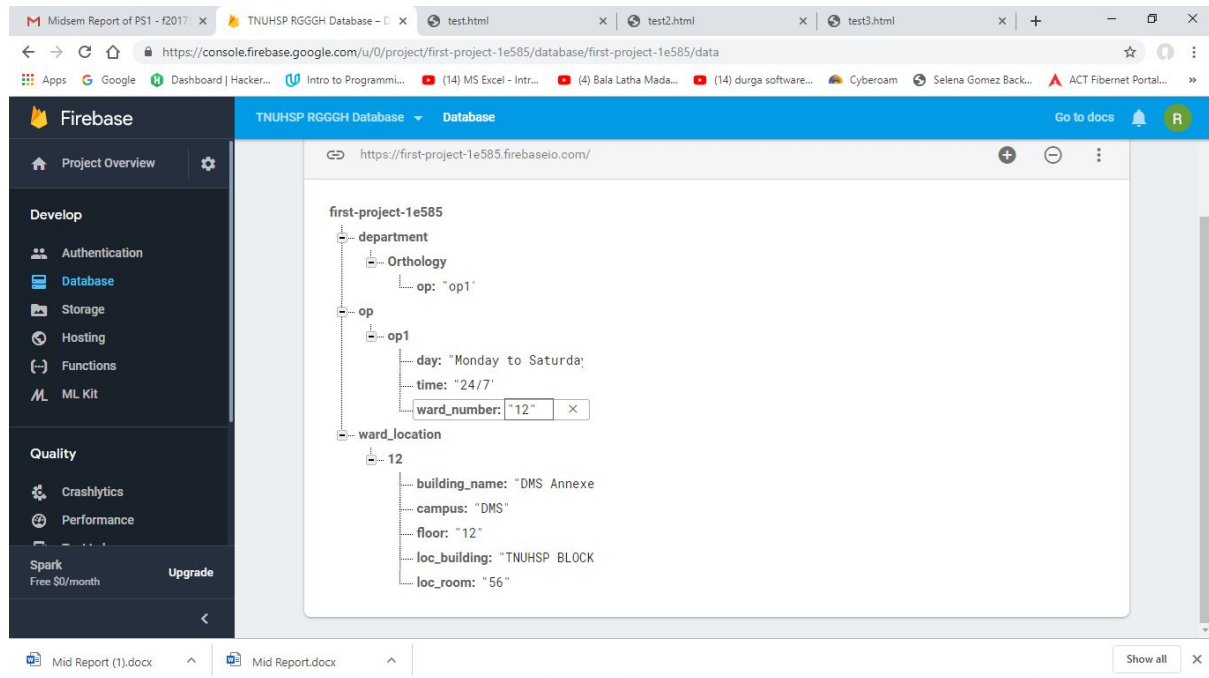 Midsem Report of PS1 - f2017
TNUHSP RGGGH Database – D
test.html
test2.html
test3.html
https://console.firebase.google.com/u/0/project/first-project-1e585/database/first-project-1e585/data
Apps Google Dashboard | Hacker... Intro to Programmi... (14) MS Excel - Intr... (4) Bala Latha Mada... (14) durga software... Cyberoam Selena Gomez Back... ACT Fibernet Portal... »
Firebase
TNUHSP RGGGH Database Database
Go to docs
R
Project Overview
https://first-project-1e585.firebaseio.com/
Develop
Authentication
Database
Storage
Hosting
Functions
ML Kit
Quality
Crashlytics
Performance
Spark
Free $0/month
Upgrade
first-project-1e585
department
Orthology
op: "op1"
op
op1
day: "Monday to Saturday
time: "24/7'
ward_number: "12"
ward_location
12
building_name: "DMS Annexe
campus: "DMS"
floor: "12"
loc_building: "TNUHSP BLOCK
loc_room: "56"
Mid Report (1).docx
Mid Report.docx
Show all